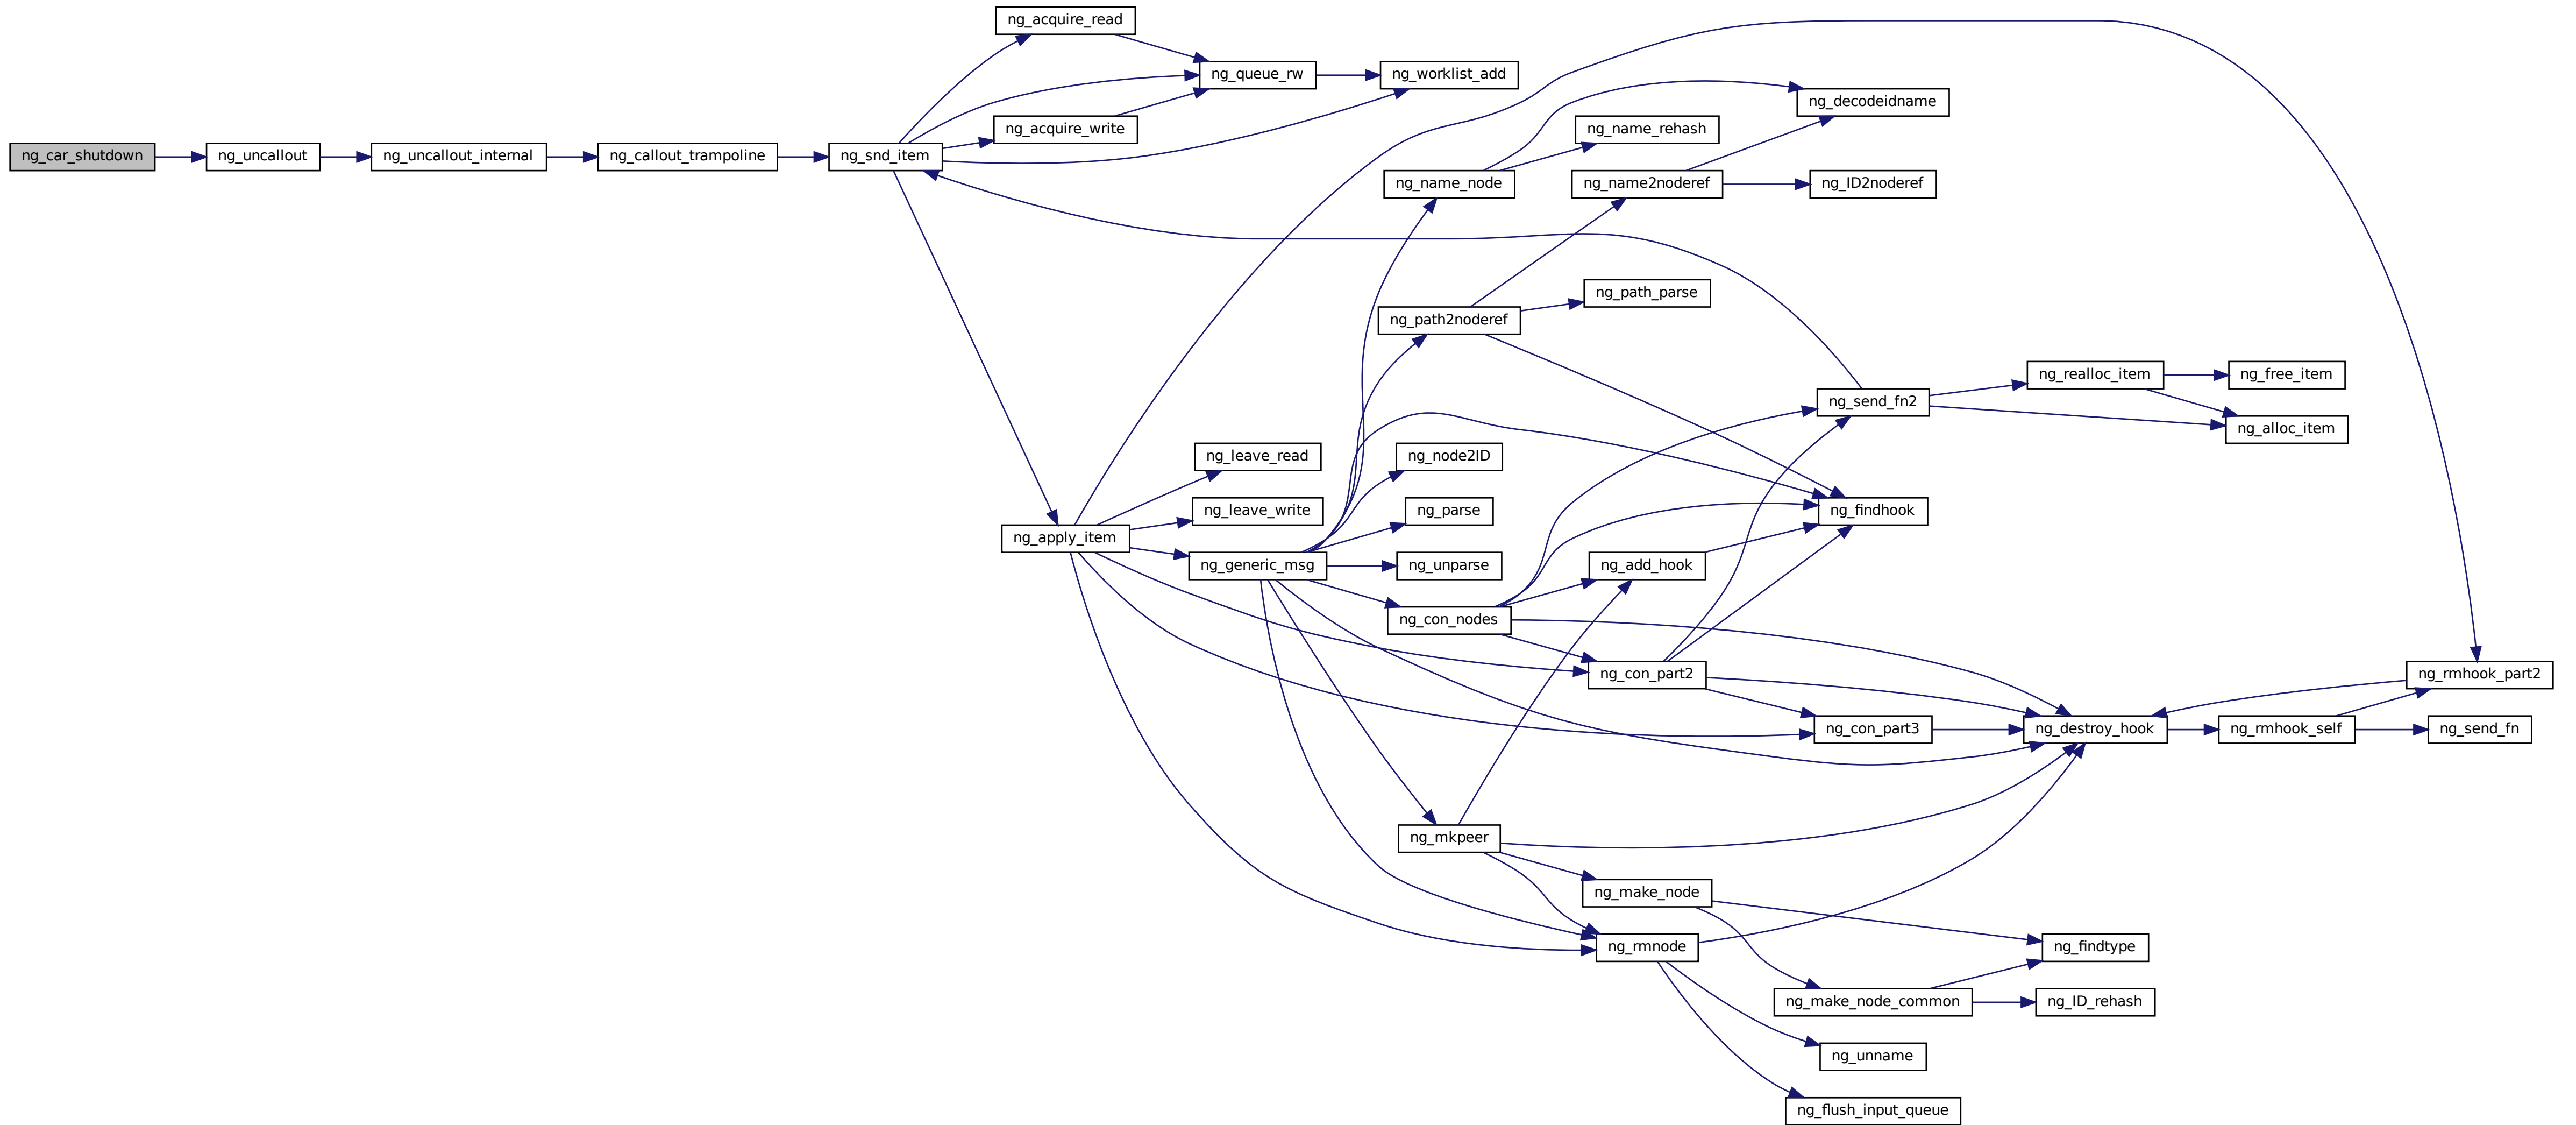 ng_acquire_read
ng_queue_rw
ng_worklist_add
ng_decodeidname
ng_acquire_write
ng_name_rehash
ng_car_shutdown
ng_uncallout
ng_uncallout_internal
ng_callout_trampoline
ng_snd_item
ng_name_node
ng_name2noderef
ng_ID2noderef
ng_path_parse
ng_path2noderef
ng_realloc_item
ng_free_item
ng_send_fn2
ng_alloc_item
ng_leave_read
ng_node2ID
ng_leave_write
ng_parse
ng_findhook
ng_apply_item
ng_generic_msg
ng_unparse
ng_add_hook
ng_con_nodes
ng_con_part2
ng_rmhook_part2
ng_con_part3
ng_destroy_hook
ng_rmhook_self
ng_send_fn
ng_mkpeer
ng_make_node
ng_rmnode
ng_findtype
ng_make_node_common
ng_ID_rehash
ng_unname
ng_flush_input_queue